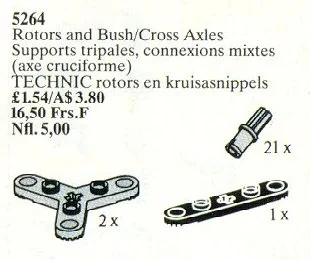 5264
Rotors and Bush/Cross Axles
Supports tripales, connexions mixtes
(axe cruciforme)
TECHNIC rotors en kruisasnippels
£1.54/A$ 3.80
16,50 Frs.F
Nfl. 5,00
21 x
2 x
1 x